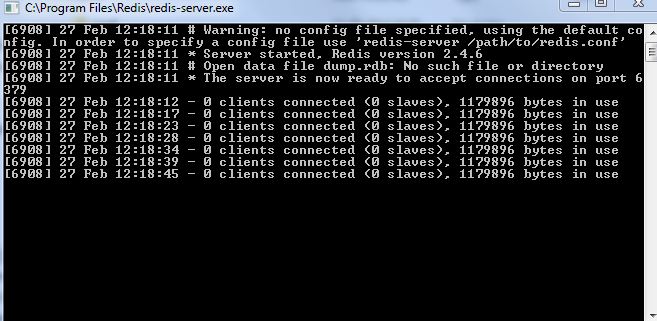 C:\Program Files\Redis\redis-server.exe
[6908] 27 Feb 12:18:11 # Warning: no config file specified, using the default co
nfig. In order to specify a config file use 'redis-server /path/to/redis.conf'
[6908] 27 Feb 12:18:11 * Server started, Redis version 2.4.6
[6908] 27 Feb 12:18:11 # Open data file dump.rdb: No such file or directory
[6908] 27 Feb 12:18:11 * The server is now ready to accept connections on port 6
379
[6908] 27 Feb 12:18:12 - 0 clients connected (0 slaves), 1179896 bytes in use
[6908] 27 Feb 12:18:17 - 0 clients connected (0 slaves), 1179896 bytes in use
[6908] 27 Feb 12:18:23 - 0 clients connected (0 slaves), 1179896 bytes in use
[6908] 27 Feb 12:18:28 - 0 clients connected (0 slaves), 1179896 bytes in use
[6908] 27 Feb 12:18:34 - 0 clients connected (0 slaves), 1179896 bytes in use
[6908] 27 Feb 12:18:39 - 0 clients connected (0 slaves), 1179896 bytes in use
[6908] 27 Feb 12:18:45 - 0 clients connected (0 slaves), 1179896 bytes in use